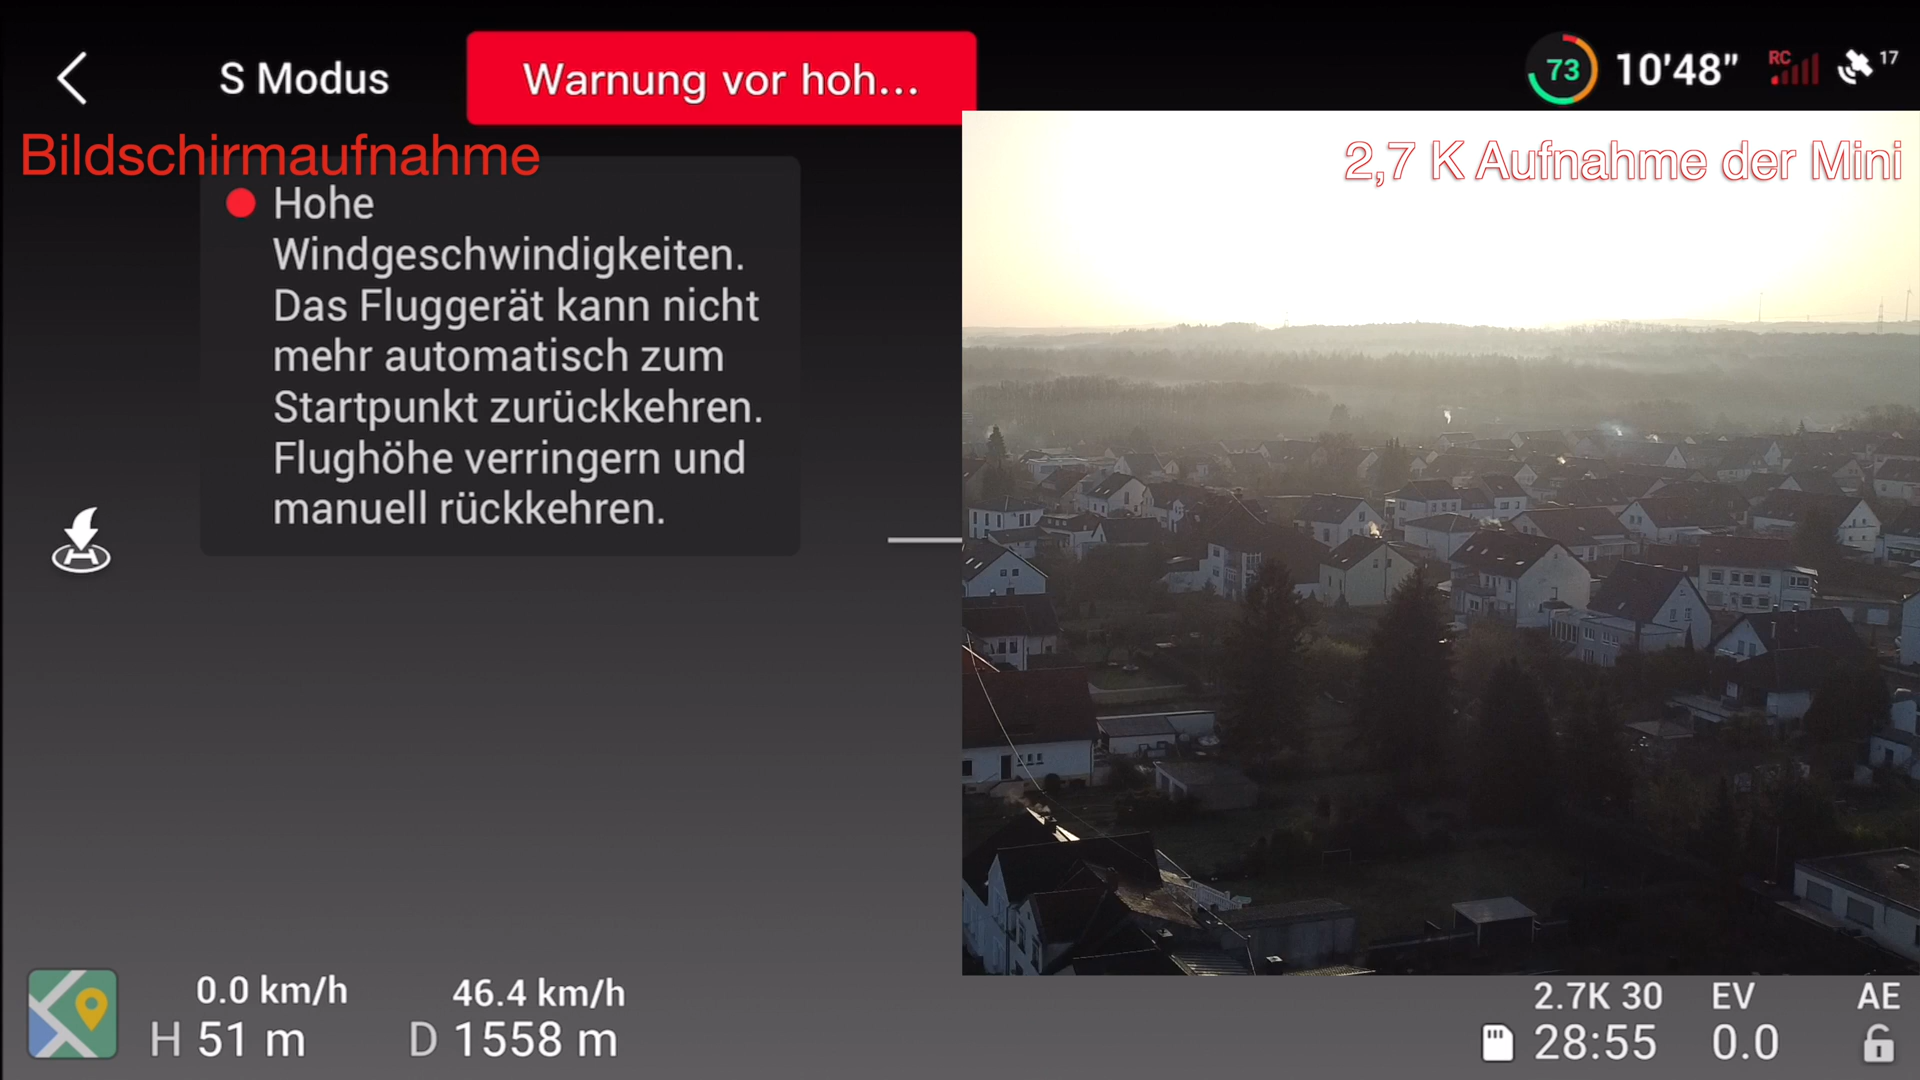 S Modus
Warnung vor hoh...
73
10'48"
RC
17
Bildschirmaufnahme
2,7 K Aufnahme der Mini
Hohe
Windgeschwindigkeiten.
Das Fluggerät kann nicht
mehr automatisch zum
Startpunkt zurückkehren.
Flughöhe verringern und
manuell rückkehren.
H
0.0 km/h
46.4 km/h
2.7K 30
EV
AE
H 51 m
D 1558 m
28:55
0.0